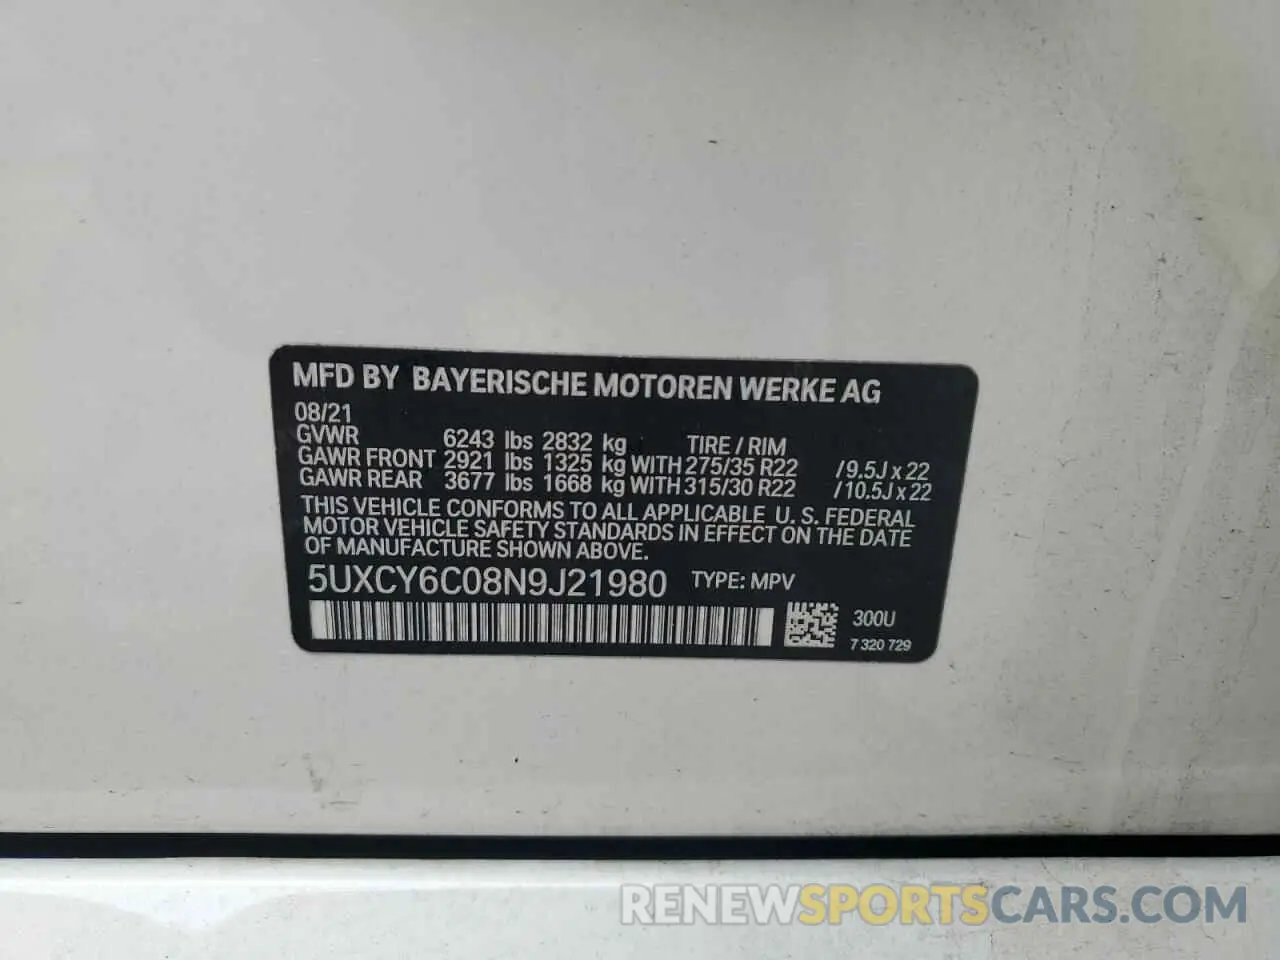 MFD BY BAYERISCHE MOTOREN WERKE AG
08/21
GVWR 6243 lbs 2832 kg TIRE / RIM
GAWR FRONT 2921 lbs 1325 kg WITH 275/35 R22 /9.5J x 22
GAWR REAR 3677 lbs 1668 kg WITH 315/30 R22 /10.5J x 22
THIS VEHICLE CONFORMS TO ALL APPLICABLE U. S. FEDERAL
MOTOR VEHICLE SAFETY STANDARDS IN EFFECT ON THE DATE
OF MANUFACTURE SHOWN ABOVE.
5UXCY6C08N9J21980 TYPE: MPV
300U
7 320 729
RENEWSPORTSCARS.COM